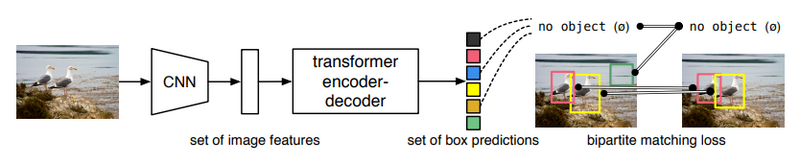 no object (ø)
no object (ø)
CNN
transformer
encoder-
decoder
set of image features
set of box predictions
bipartite matching loss